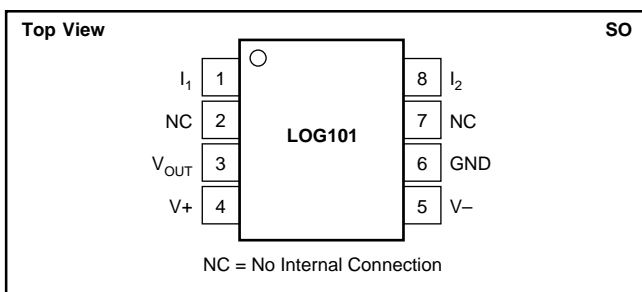 Top View SO
I1 1 8 I2
NC 2 7 NC
LOG101
VOUT 3 6 GND
V+ 4 5 V–
NC = No Internal Connection